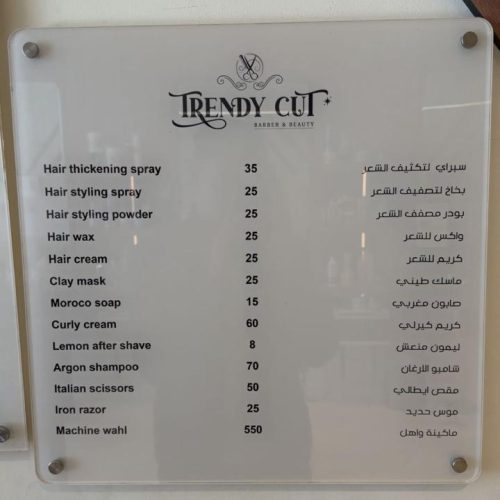 TRENDY CUT
BARBER & BEAUTY
Hair thickening spray 35 سبراي لتكثيف الشعر
Hair styling spray 25 بخاخ لتصفيف الشعر
Hair styling powder 25 بودر مصفف الشعر
Hair wax 25 واكس للشعر
Hair cream 25 كريم للشعر
Clay mask 25 ماسك طيني
Moroco soap 15 صابون مغربي
Curly cream 60 كريم كيرلي
Lemon after shave 8 ليمون منعش
Argon shampoo 70 شامبو الارغان
Italian scissors 50 مقص ايطالي
Iron razor 25 موس حديد
Machine wahl 550 ماكينة واهل